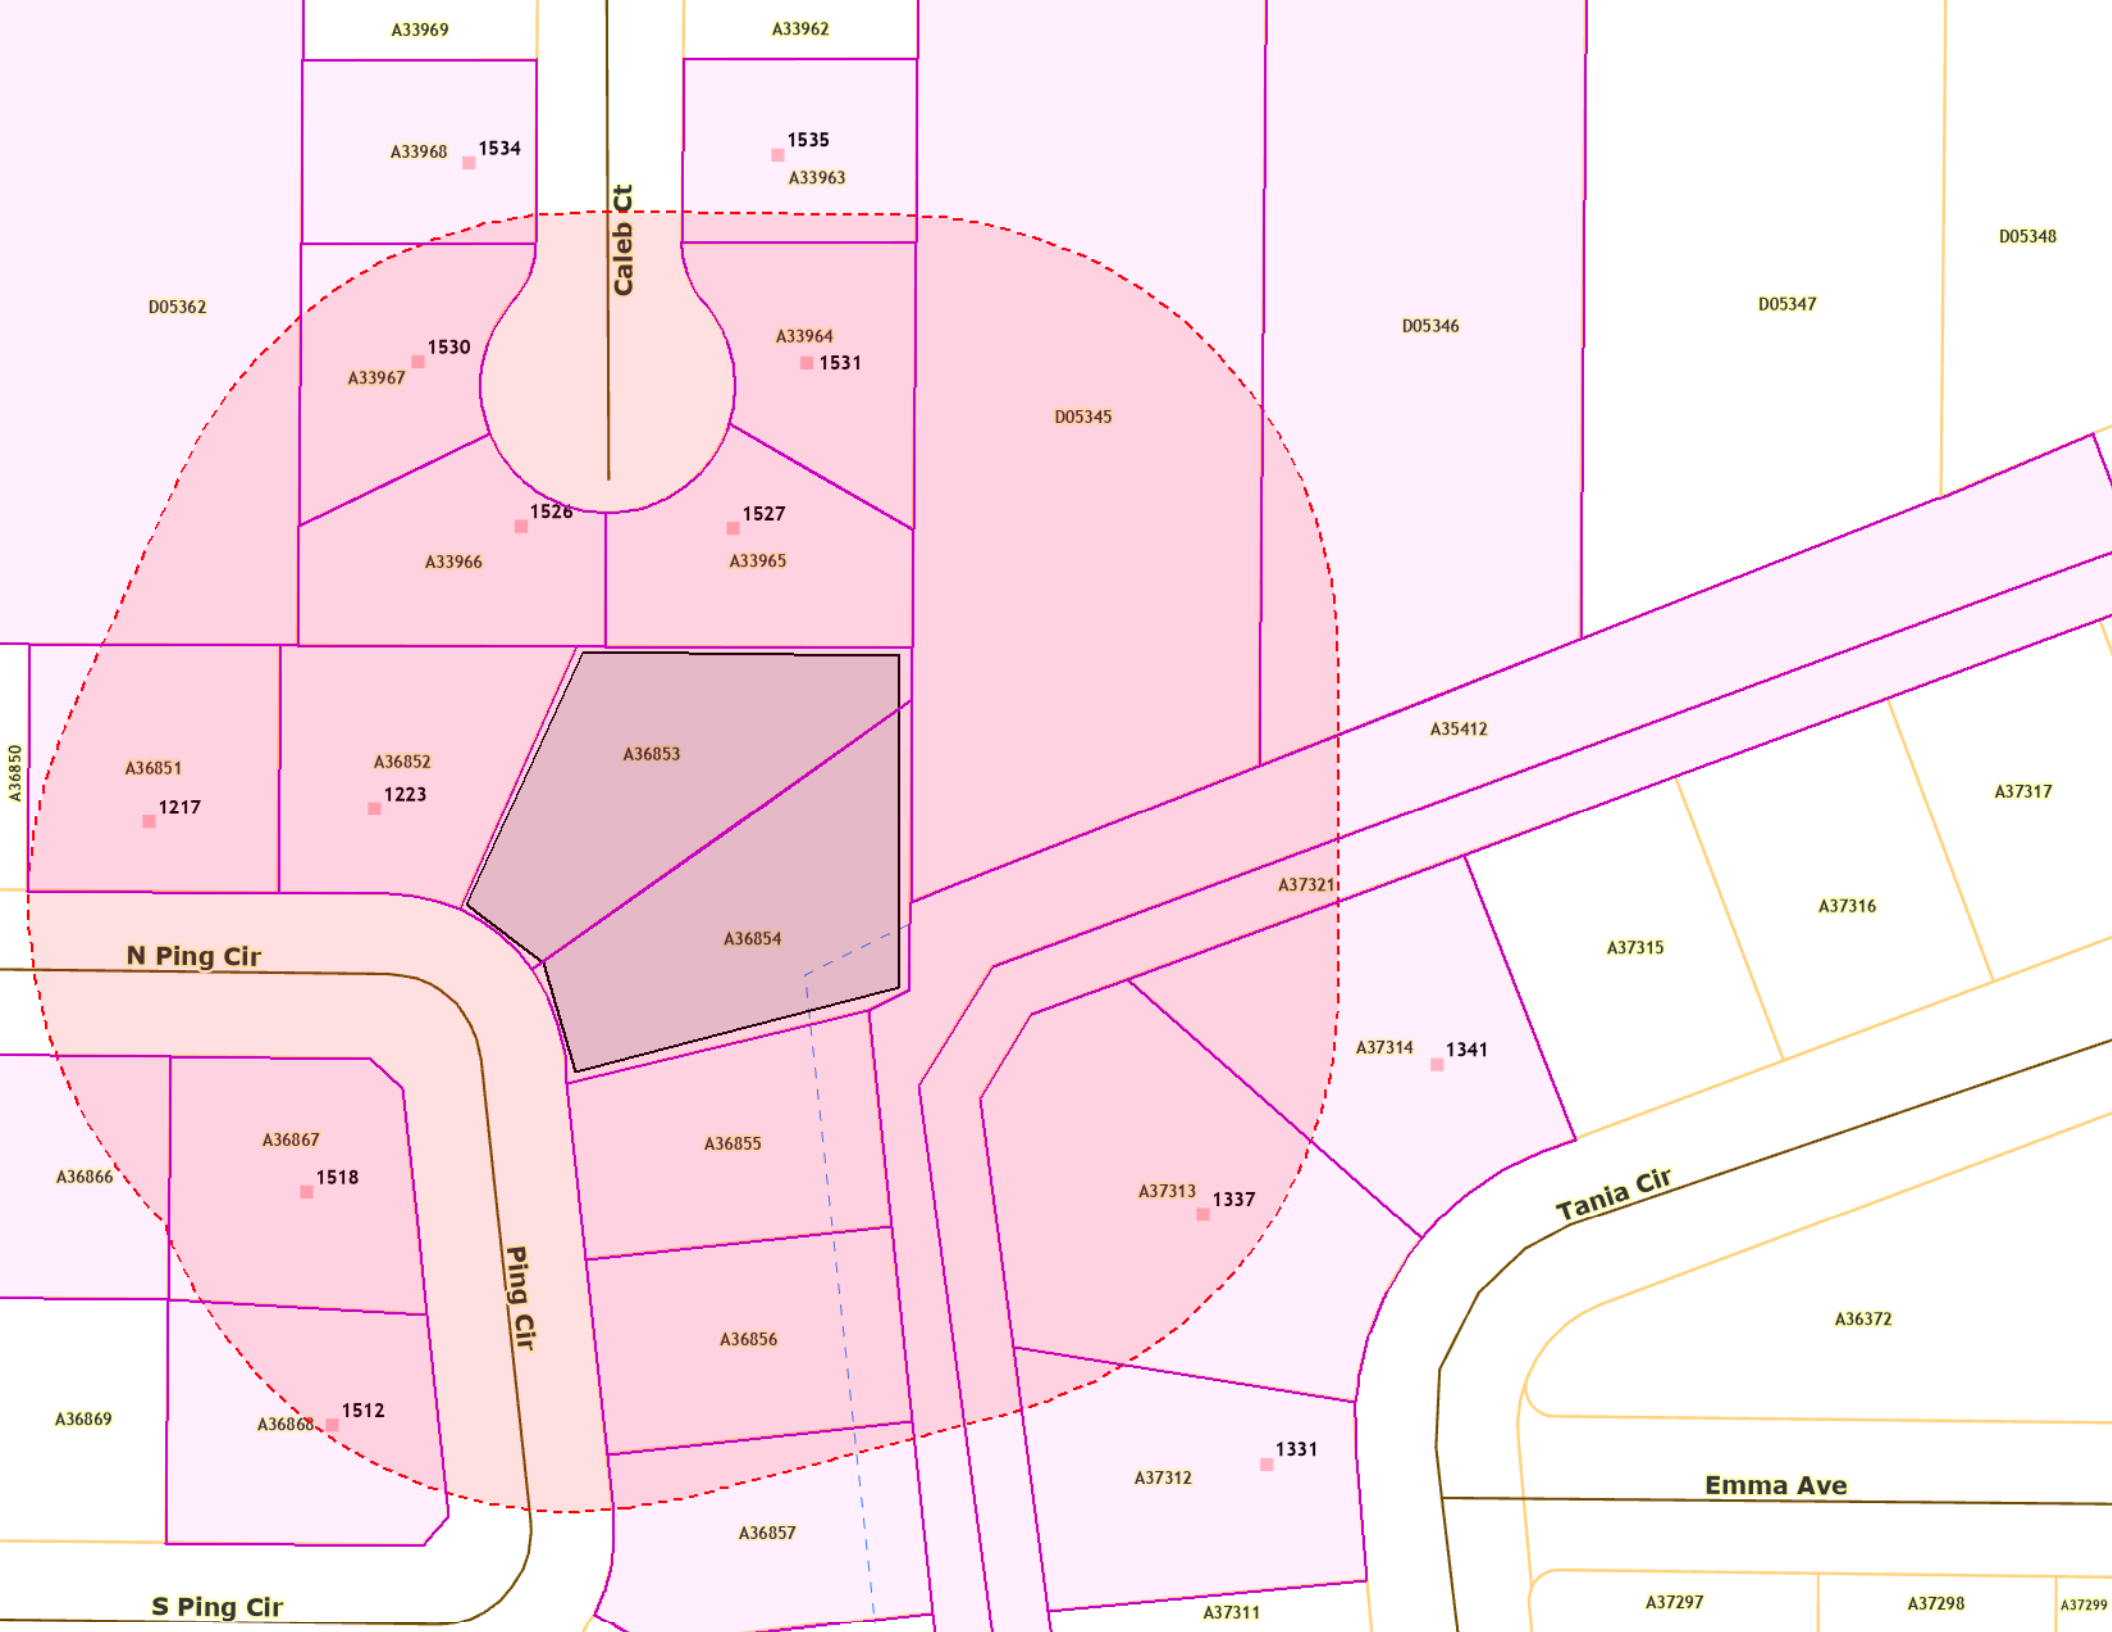 A33969
A33962
1534
A33968
1535
A33963
Caleb Ct
D05348
D05362
D05347
D05346
1530
A33967
A33964
1531
D05345
1526
1527
A33966
A33965
A35412
A36850
A36851
1217
A36852
1223
A36853
A37317
A37321
A37316
A36854
A37315
N Ping Cir
A37314
1341
A36867
A36855
A36866
1518
A37313
1337
Tania Cir
Ping Cir
A36372
A36856
A36869
A36868
1512
1331
A37312
Emma Ave
A36857
S Ping Cir
A37311
A37297
A37298
A37299